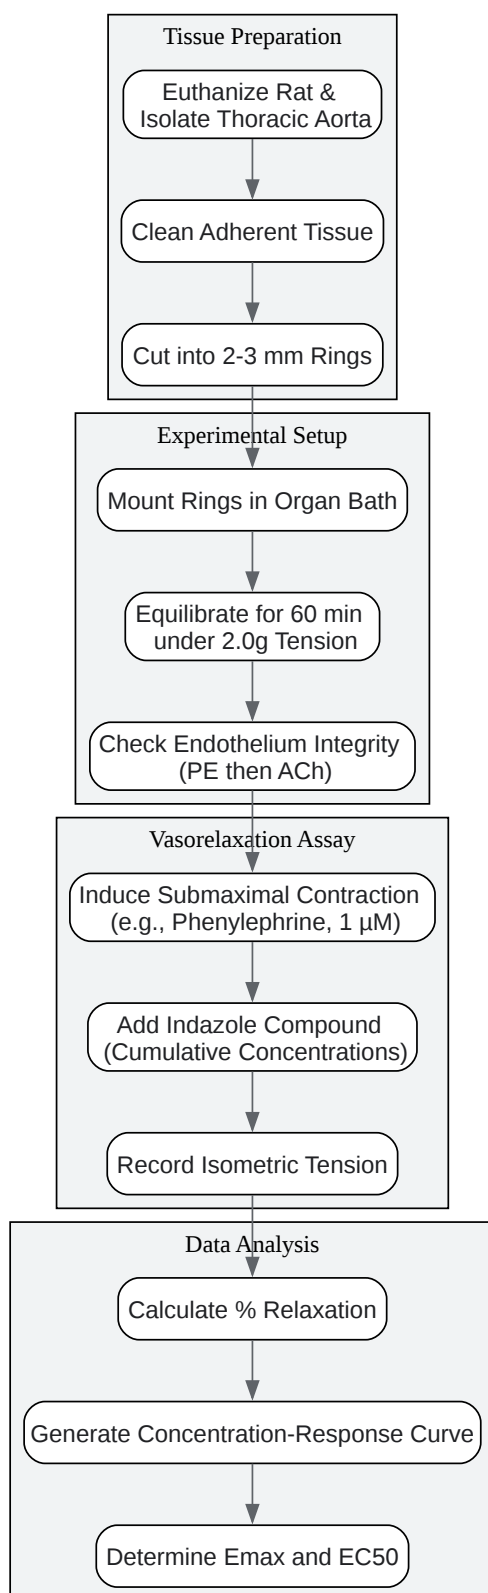 Tissue Preparation
Euthanize Rat &
Isolate Thoracic Aorta
Clean Adherent Tissue
Cut into 2-3 mm Rings
Experimental Setup
Mount Rings in Organ Bath
Equilibrate for 60 min
under 2.0g Tension
Check Endothelium Integrity
(PE then ACh)
Vasorelaxation Assay
Induce Submaximal Contraction
(e.g., Phenylephrine, 1 µM)
Add Indazole Compound
(Cumulative Concentrations)
Record Isometric Tension
Data Analysis
Calculate % Relaxation
Generate Concentration-Response Curve
Determine Emax and EC50